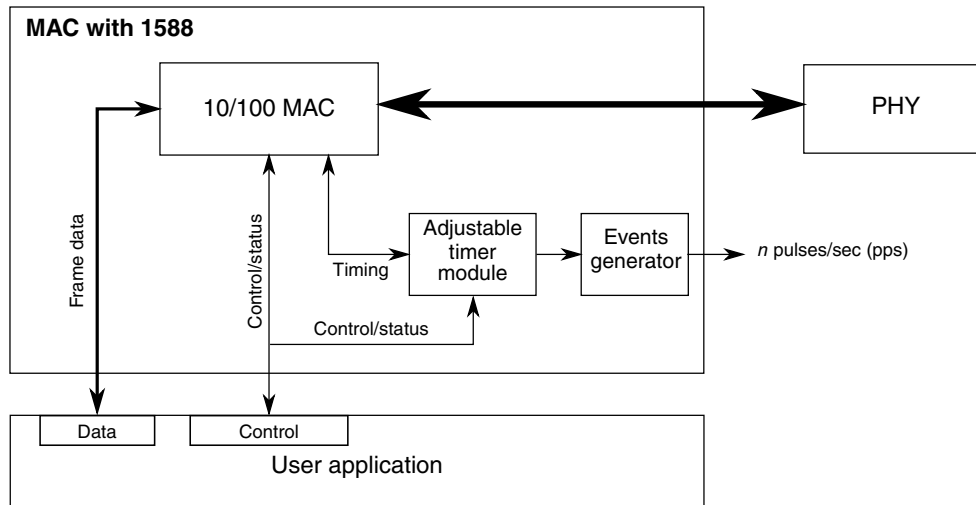 MAC with 1588
10/100 MAC
PHY
Frame data
Control/status
Timing
Adjustable
timer
module
Events
generator
n pulses/sec (pps)
Control/status
Data
Control
User application